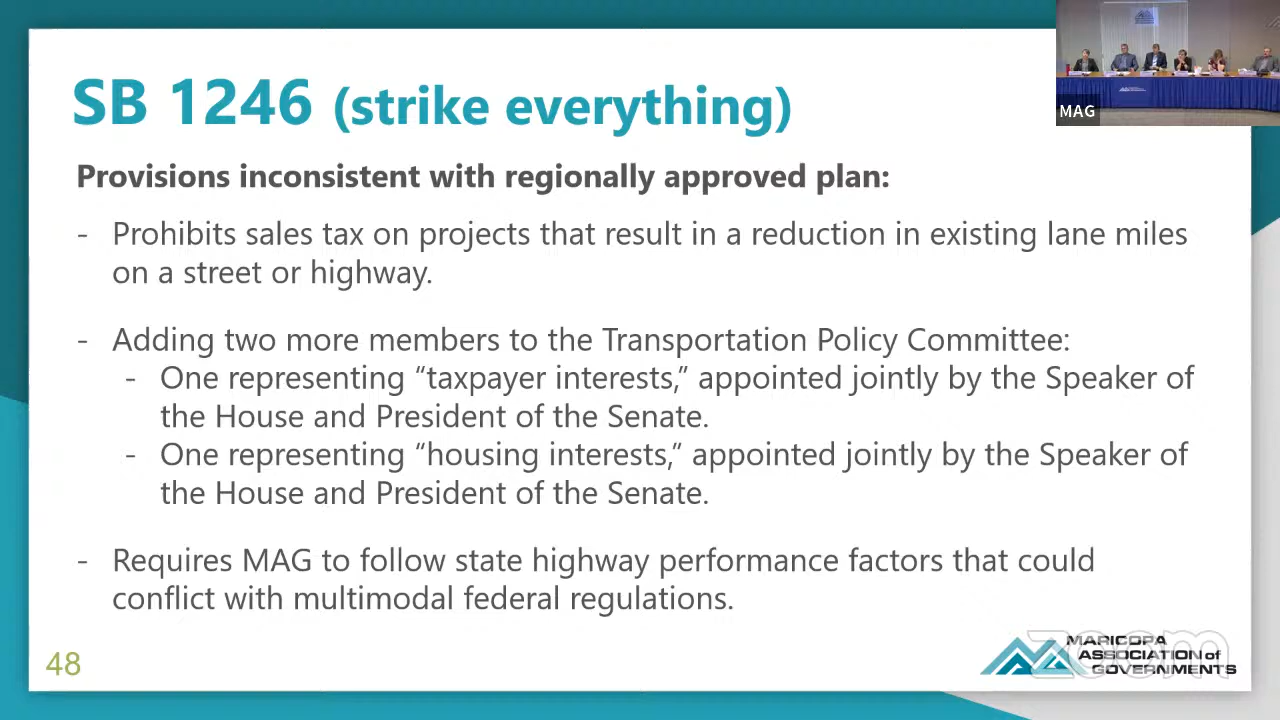 SB 1246 (strike everything)
MAG
Provisions inconsistent with regionally approved plan:
- Prohibits sales tax on projects that result in a reduction in existing lane miles
on a street or highway.
- Adding two more members to the Transportation Policy Committee:
- One representing “taxpayer interests,” appointed jointly by the Speaker of
the House and President of the Senate.
- One representing “housing interests,” appointed jointly by the Speaker of
the House and President of the Senate.
- Requires MAG to follow state highway performance factors that could
conflict with multimodal federal regulations.
48
MARICOPA
ASSOCIATION of
GOVERNMENTS
zoom